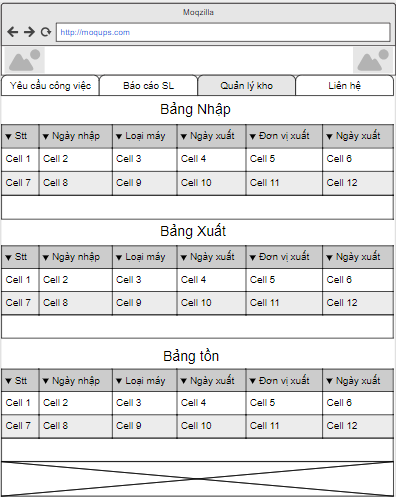 Moqzilla
http://moqups.com
Yêu cầu công việc Báo cáo SL Quản lý kho Liên hệ
Bảng Nhập
▼ Stt ▼ Ngày nhập ▼ Loại máy ▼ Ngày xuất ▼ Đơn vị xuất ▼ Ngày xuất
Cell 1 Cell 2 Cell 3 Cell 4 Cell 5 Cell 6
Cell 7 Cell 8 Cell 9 Cell 10 Cell 11 Cell 12
Bảng Xuất
▼ Stt ▼ Ngày nhập ▼ Loại máy ▼ Ngày xuất ▼ Đơn vị xuất ▼ Ngày xuất
Cell 1 Cell 2 Cell 3 Cell 4 Cell 5 Cell 6
Cell 7 Cell 8 Cell 9 Cell 10 Cell 11 Cell 12
Bảng tồn
▼ Stt ▼ Ngày nhập ▼ Loại máy ▼ Ngày xuất ▼ Đơn vị xuất ▼ Ngày xuất
Cell 1 Cell 2 Cell 3 Cell 4 Cell 5 Cell 6
Cell 7 Cell 8 Cell 9 Cell 10 Cell 11 Cell 12